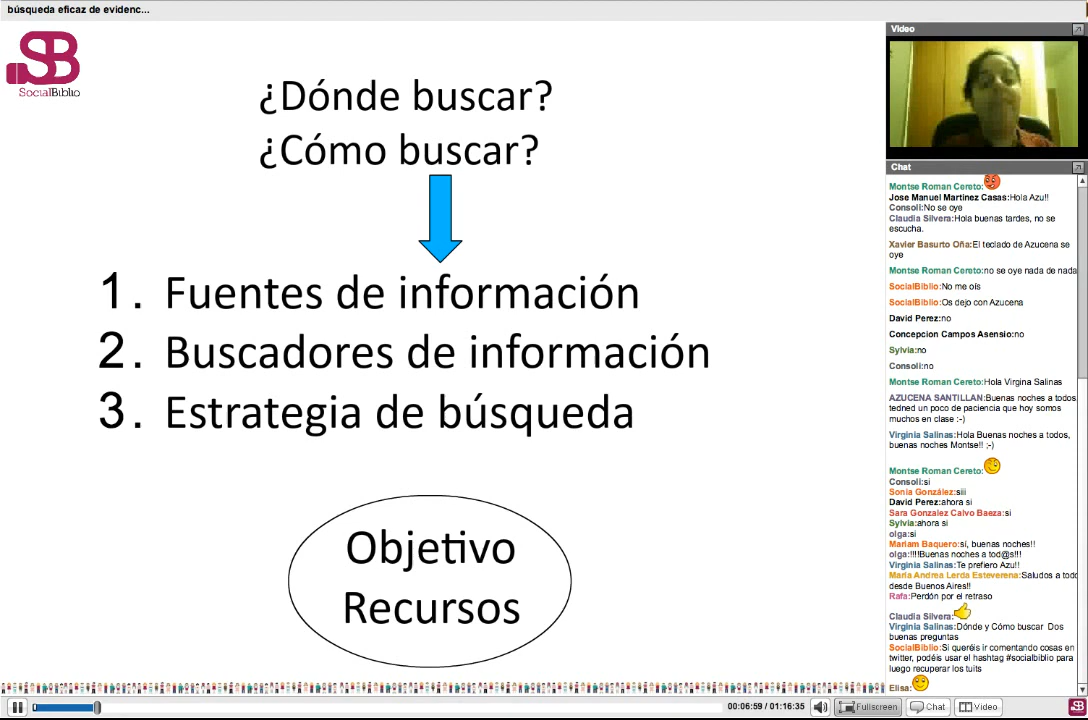 búsqueda eficaz de evidenc...
SB
SocialBiblio
¿Dónde buscar?
¿Cómo buscar?
1. Fuentes de información
2. Buscadores de información
3. Estrategia de búsqueda
Objetivo
Recursos
Video
Chat
Montse Roman Cereto:
Jose Manuel Martinez Casas:Hola Azu!!
Consoli:No se oye
Claudia Silvera:Hola buenas tardes, no se
escucha.
Xavier Basurto Oña:El teclado de Azucena se
oye
Montse Roman Cereto:no se oye nada de nada
SocialBiblio:No me oís
SocialBiblio:Os dejo con Azucena
David Perez:no
Concepcion Campos Asensio:no
Sylvia:no
Consoli:no
Montse Roman Cereto:Hola Virgina Salinas
AZUCENA SANTILLAN:Buenas noches a todos
tedned un poco de paciencia que hoy somos
muchos en clase :-)
Virginia Salinas:Hola Buenas noches a todos,
buenas noches Montse!! ;-)
Montse Roman Cereto:
Consoli:si
Sonia González:siii
David Perez:ahora si
Sara Gonzalez Calvo Baeza:si
Sylvia:ahora si
olga:si
Mariam Baquero:sí, buenas noches!!
olga:!!!!Buenas noches a tod@s!!!
Virginia Salinas:Te prefiero Azu!!
Maria Andrea Lerda Esteverena:Saludos a todo
desde Buenos Aires!!
Rafa:Perdón por el retraso
Claudia Silvera:
Virginia Salinas:Dónde y Cómo buscar Dos
buenas preguntas
SocialBiblio:Si queréis ir comentando cosas en
twitter, podéis usar el hashtag #socialbiblio para
luego recuperar los tuits
Elisa:
00:06:59 / 01:16:35
Fullscreen
Chat
Video
SB